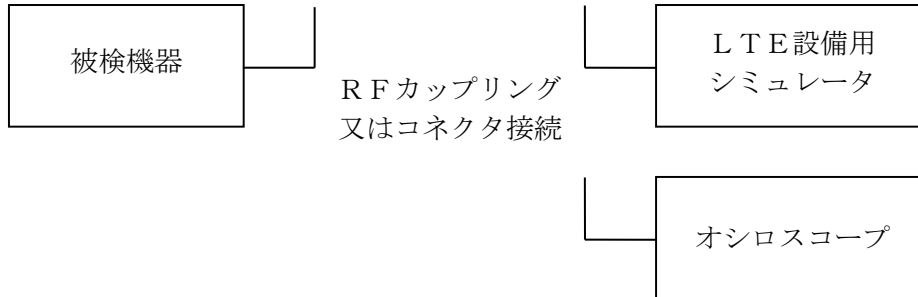 被検機器
ＬＴＥ設備用
シミュレータ
ＲＦカップリング
又はコネクタ接続
オシロスコープ